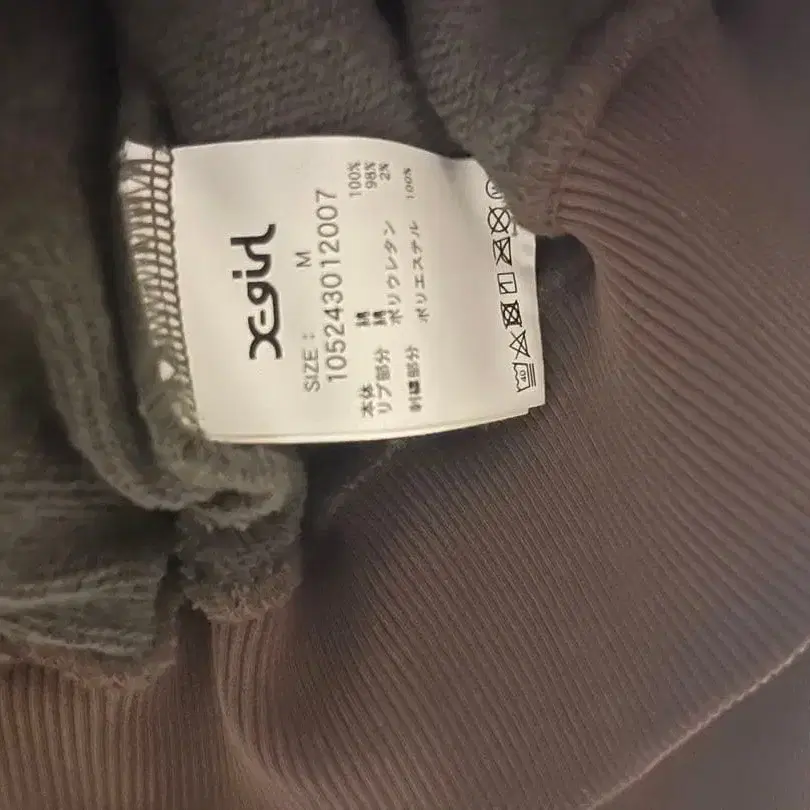 X-girl
SIZE : M
105243012007
本体 綿 100%
リブ部分 綿 98%
ポリウレタン 2%
刺繍部分 ポリエステル 100%
40